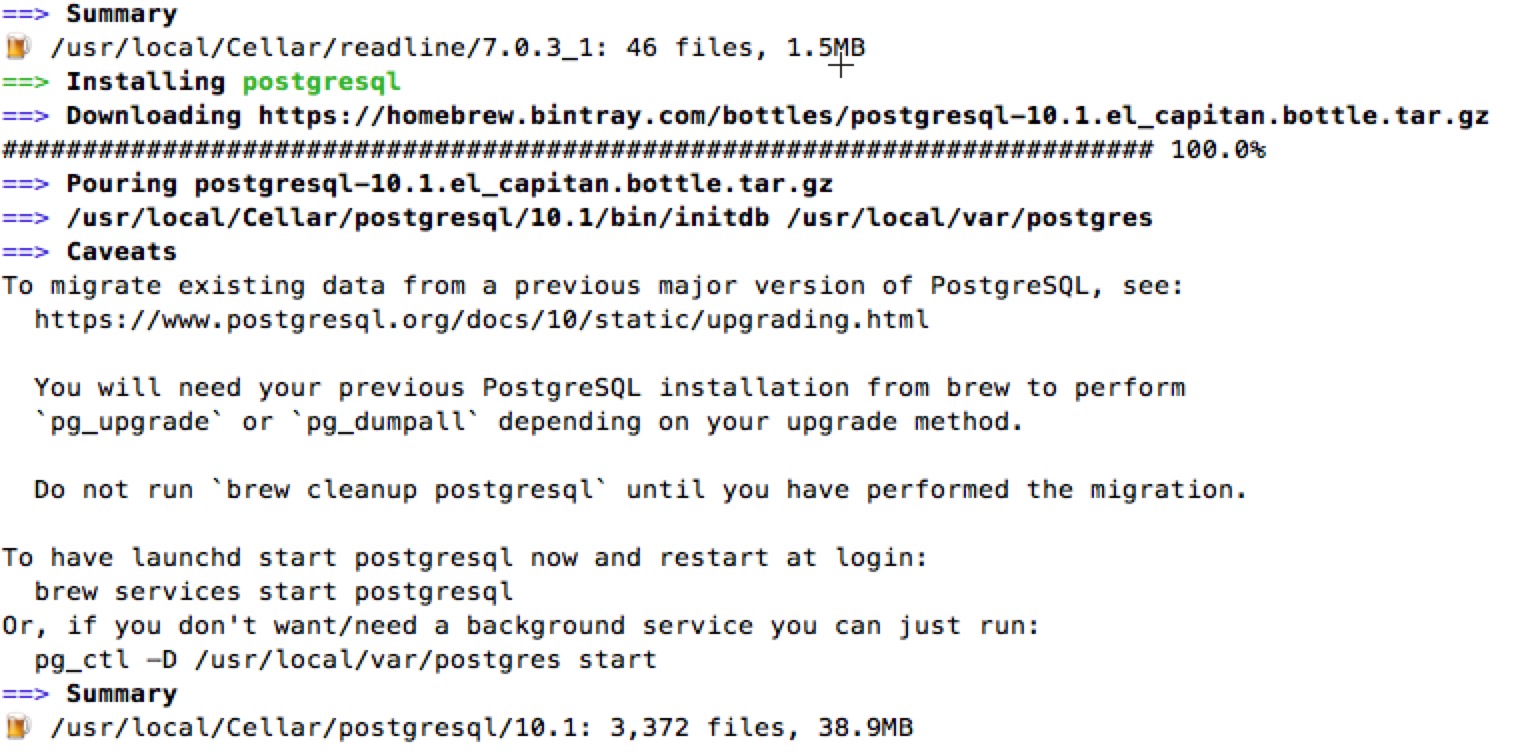 ==> Summary
🍺 /usr/local/Cellar/readline/7.0.3_1: 46 files, 1.5MB
==> Installing postgresql
==> Downloading https://homebrew.bintray.com/bottles/postgresql-10.1.el_capitan.bottle.tar.gz
######################################################################## 100.0%
==> Pouring postgresql-10.1.el_capitan.bottle.tar.gz
==> /usr/local/Cellar/postgresql/10.1/bin/initdb /usr/local/var/postgres
==> Caveats
To migrate existing data from a previous major version of PostgreSQL, see:
  https://www.postgresql.org/docs/10/static/upgrading.html

  You will need your previous PostgreSQL installation from brew to perform
  `pg_upgrade` or `pg_dumpall` depending on your upgrade method.

  Do not run `brew cleanup postgresql` until you have performed the migration.

To have launchd start postgresql now and restart at login:
  brew services start postgresql
Or, if you don't want/need a background service you can just run:
  pg_ctl -D /usr/local/var/postgres start
==> Summary
🍺 /usr/local/Cellar/postgresql/10.1: 3,372 files, 38.9MB